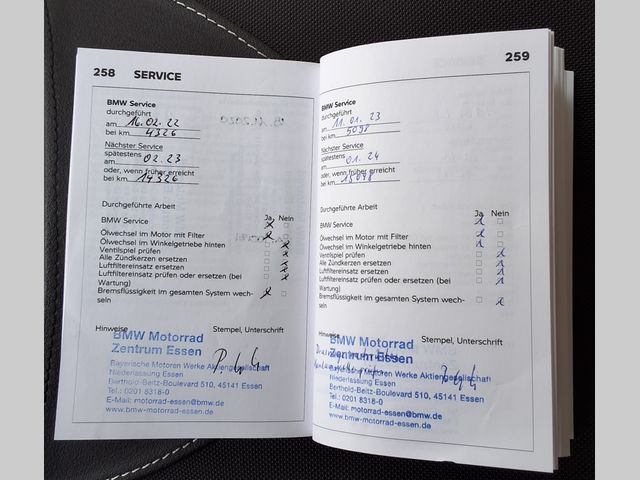 258 SERVICE
BMW Service
durchgeführt
am 16.02.22
bei km 4326
Nächster Service
spätestens
am 02.23
oder, wenn früher erreicht
bei km 14326
Durchgeführte Arbeit
Ja Nein
BMW Service
Ölwechsel im Motor mit Filter
Ölwechsel im Winkelgetriebe hinten
Ventilspiel prüfen
Alle Zündkerzen ersetzen
Luftfiltereinsatz ersetzen
Luftfiltereinsatz prüfen oder ersetzen (bei
Wartung)
Bremsflüssigkeit im gesamten System wech-
seln
Hinweise Stempel, Unterschrift
BMW Motorrad
Zentrum Essen
Bayerische Motoren Werke Aktiengesellschaft
Niederlassung Essen
Berthold-Beitz-Boulevard 510, 45141 Essen
Tel.: 0201 8318-0
E-Mail: motorrad-essen@bmw.de
www.bmw-motorrad-essen.de
259
BMW Service
durchgeführt
am 11.01.23
bei km 5098
Nächster Service
spätestens
am 01.24
oder, wenn früher erreicht
bei km 15098
Durchgeführte Arbeit
Ja Nein
BMW Service
Ölwechsel im Motor mit Filter
Ölwechsel im Winkelgetriebe hinten
Ventilspiel prüfen
Alle Zündkerzen ersetzen
Luftfiltereinsatz ersetzen
Luftfiltereinsatz prüfen oder ersetzen (bei
Wartung)
Bremsflüssigkeit im gesamten System wech-
seln
Hinweise Stempel, Unterschrift
BMW Motorrad
Zentrum Essen
Bayerische Motoren Werke Aktiengesellschaft
Niederlassung Essen
Berthold-Beitz-Boulevard 510, 45141 Essen
Tel.: 0201 8318-0
E-Mail: motorrad-essen@bmw.de
www.bmw-motorrad-essen.de